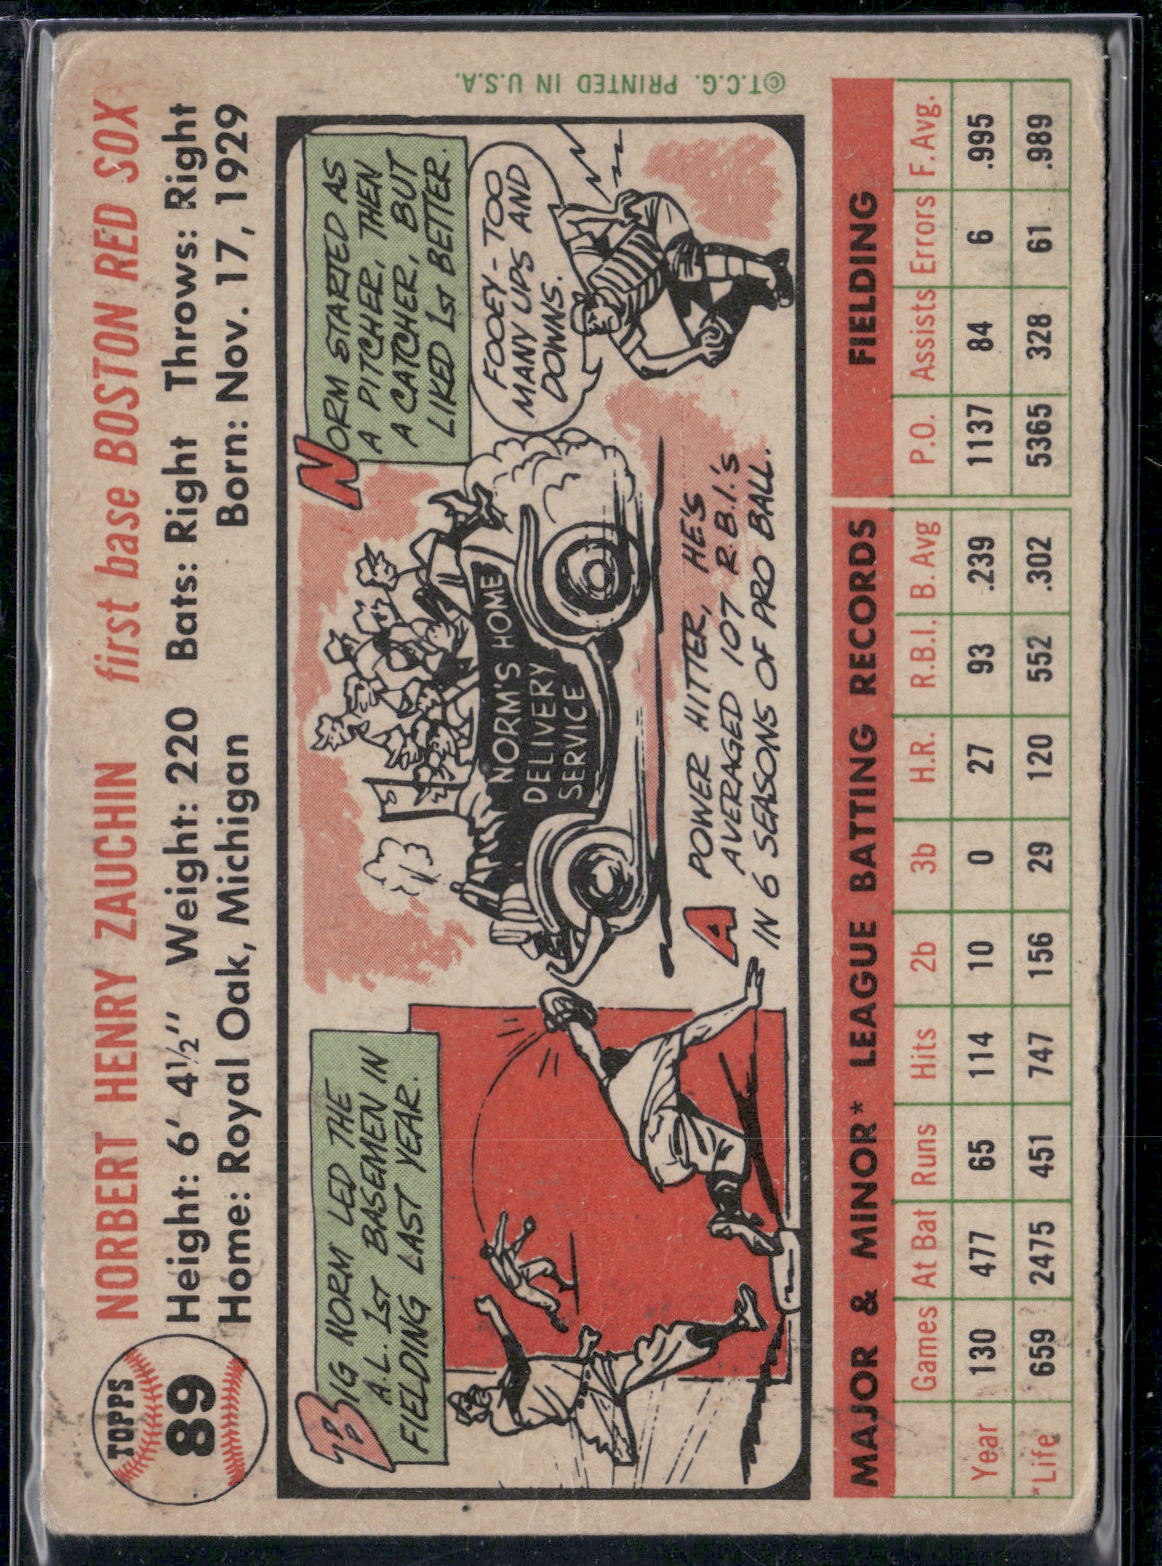 TOPPS
89
NORBERT HENRY ZAUCHIN first base BOSTON RED SOX
Height: 6' 4½" Weight: 220 Bats: Right Throws: Right
Home: Royal Oak, Michigan Born: Nov. 17, 1929
BIG NORM LED THE
A.L. 1ST BASEMEN IN
FIELDING LAST YEAR.
NORM'S HOME
DELIVERY
SERVICE
A POWER HITTER, HE'S
AVERAGED 107 R.B.I.'s
IN 6 SEASONS OF PRO BALL.
NORM STARTED AS
A PITCHER, THEN
A CATCHER, BUT
LIKED 1ST BETTER.
FOOEY-TOO
MANY UPS AND
DOWNS.
©T.C.G. PRINTED IN U.S.A.
MAJOR & MINOR* LEAGUE BATTING RECORDS FIELDING
Games At Bat Runs Hits 2b 3b H.R. R.B.I. B. Avg P.O. Assists Errors F. Avg.
Year 130 477 65 114 10 0 27 93 .239 1137 84 6 .995
*Life 659 2475 451 747 156 29 120 552 .302 5365 328 61 .989